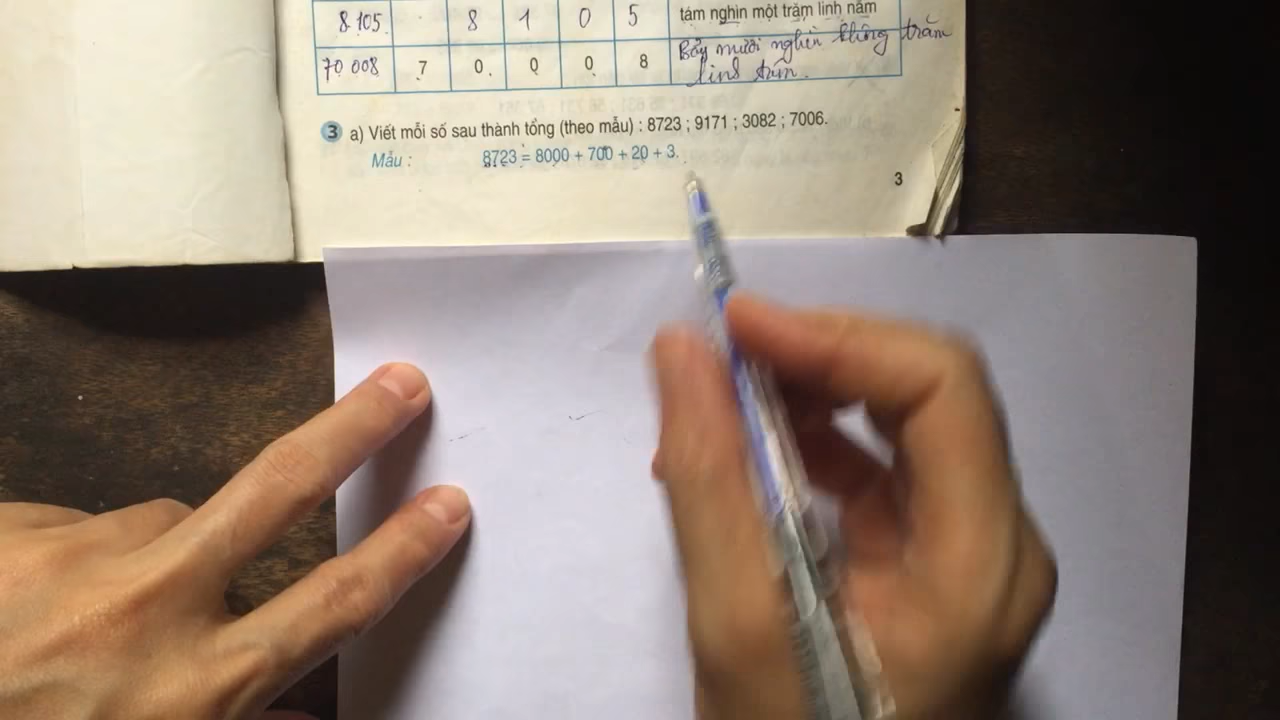 8 105 8 1 0 5 tám nghìn một trăm linh năm
70 008 7 0 0 0 8 Bảy mươi nghìn không trăm
linh tám.
3 a) Viết mỗi số sau thành tổng (theo mẫu) : 8723 ; 9171 ; 3082 ; 7006.
Mẫu : 8723 = 8000 + 700 + 20 + 3.
3